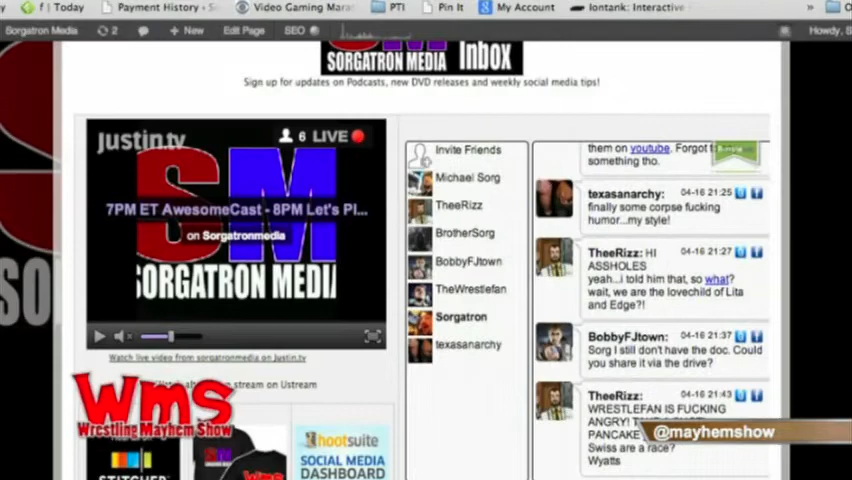 f | Today
Payment History - S
Video Gaming Mara
PTI
Pin It
My Account
Iontank: Interactive
»
Sorgatron Media
2
+ New
Edit Page
SEO
Howdy, S
SORGATRON MEDIA
Inbox
Sign up for updates on Podcasts, new DVD releases and weekly social media tips!
Justin.tv
6 LIVE
SM
7PM ET AwesomeCast - 8PM Let's Pl...
on Sorgatronmedia
SORGATRON MEDIA
Watch live video from sorgatronmedia on Justin.tv
stream on Ustream
Invite Friends
Michael Sorg
TheeRizz
BrotherSorg
BobbyFJtown
TheWrestlefan
Sorgatron
texasanarchy
them on youtube. Forgot
something tho.
texasanarchy: 04-16 21:25
finally some corpse fucking
humor...my style!
TheeRizz: HI 04-16 21:27
ASSHOLES
yeah...i told him that, so what?
wait, we are the lovechild of Lita
and Edge?!
BobbyFJtown: 04-16 21:37
Sorg I still don't have the doc. Could
you share it via the drive?
TheeRizz: 04-16 21:43
WRESTLEFAN IS FUCKING
ANGRY!
PANCAKE
Swiss are a race?
Wyatts
@mayhemshow
Wms
Wrestling Mayhem Show
STITCHER
wms
hootsuite
SOCIAL MEDIA
DASHBOARD